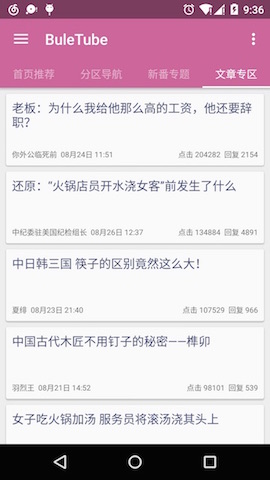 9:36
BuleTube
首页推荐 分区导航 新番专题 文章专区
老板：为什么我给他那么高的工资，他还要辞
职？
你外公临死前 08月24日 11:51 点击 204282 回复 2154
还原：“火锅店员开水浇女客”前发生了什么
中纪委驻美国纪检组长 08月26日 12:37 点击 134884 回复 4891
中日韩三国 筷子的区别竟然这么大！
夏绯 08月23日 21:40 点击 107529 回复 966
中国古代木匠不用钉子的秘密——榫卯
羽烈王 08月21日 14:52 点击 98101 回复 539
女子吃火锅加汤 服务员将滚汤浇其头上